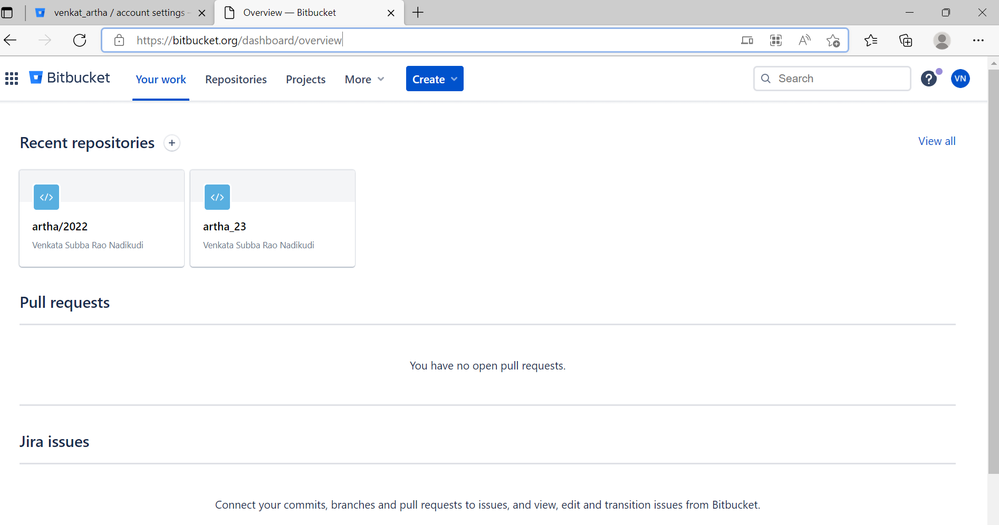 venkat_artha / account settings -
Overview — Bitbucket
https://bitbucket.org/dashboard/overview
Bitbucket
Your work
Repositories
Projects
More
Create
Search
VN
Recent repositories
View all
artha/2022
Venkata Subba Rao Nadikudi
artha_23
Venkata Subba Rao Nadikudi
Pull requests
You have no open pull requests.
Jira issues
Connect your commits, branches and pull requests to issues, and view, edit and transition issues from Bitbucket.